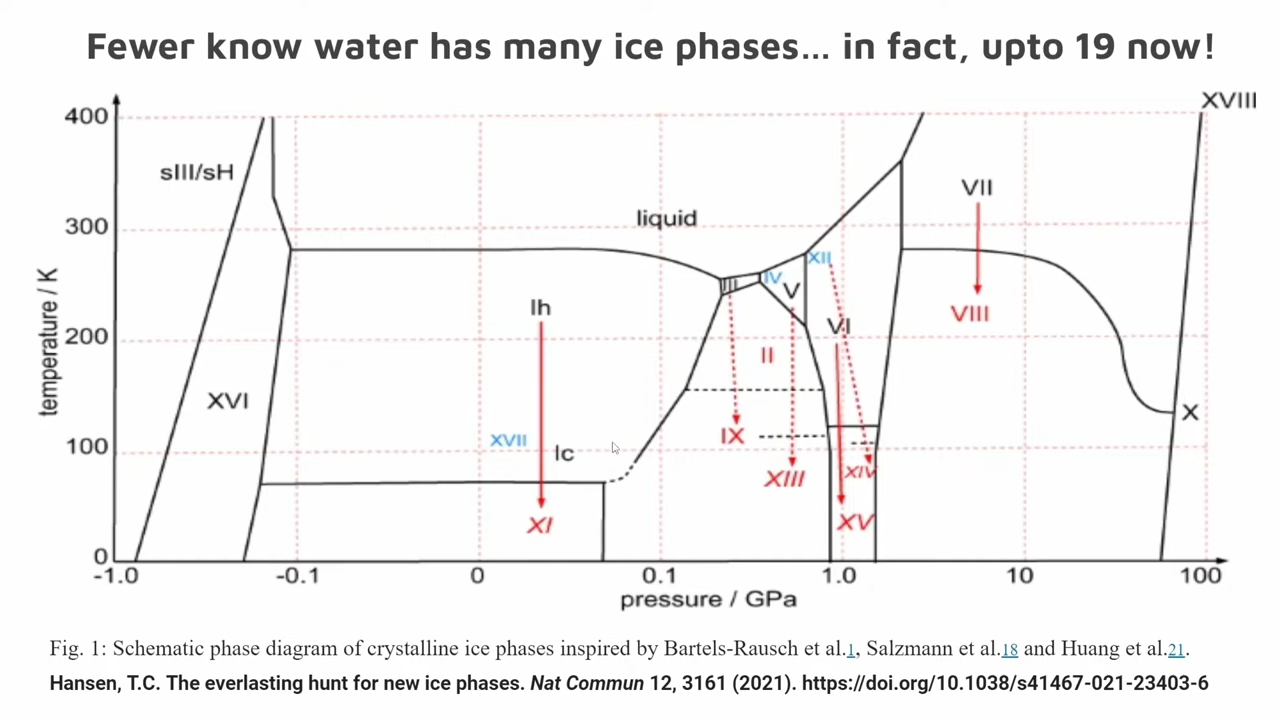 Fewer know water has many ice phases... in fact, upto 19 now!
XVIII
400
sIII/sH
VII
300
liquid
XII
III
IV
V
Ih
VIII
VI
temperature / K
200
II
XVI
X
IX
XVII
Ic
100
XIII
XIV
XI
XV
0
-1.0
-0.1
0
0.1
1.0
10
100
pressure / GPa
Fig. 1: Schematic phase diagram of crystalline ice phases inspired by Bartels-Rausch et al.1, Salzmann et al.18 and Huang et al.21.
Hansen, T.C. The everlasting hunt for new ice phases. Nat Commun 12, 3161 (2021). https://doi.org/10.1038/s41467-021-23403-6